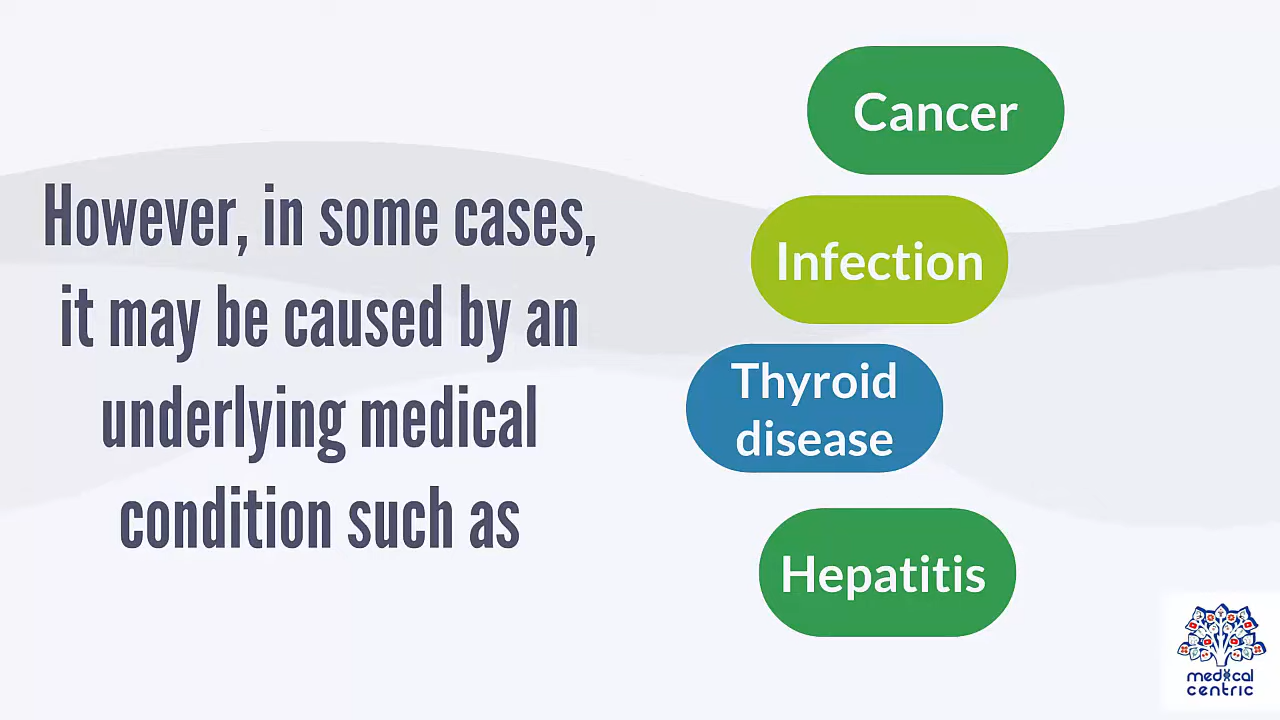 However, in some cases,
it may be caused by an
underlying medical
condition such as
Cancer
Infection
Thyroid
disease
Hepatitis
medical
centric